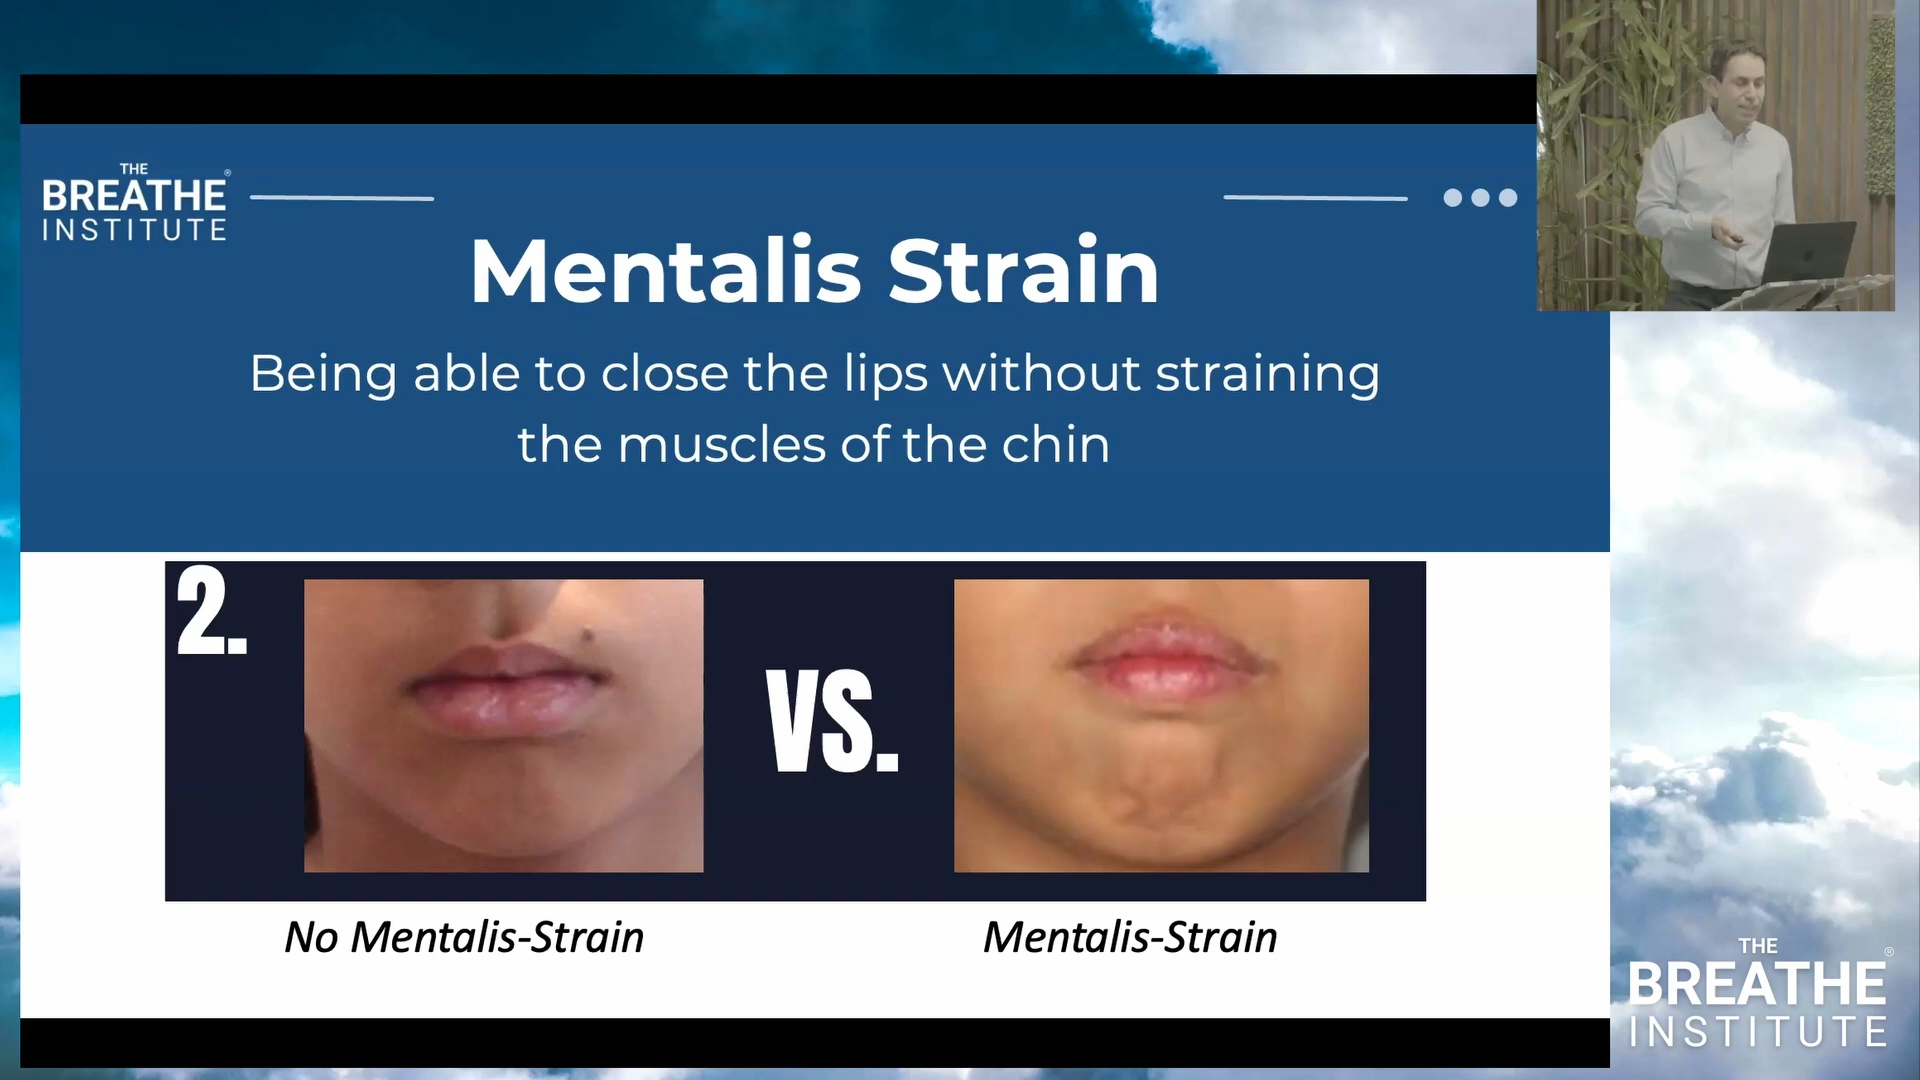 THE
BREATHE®
INSTITUTE
Mentalis Strain
Being able to close the lips without straining
the muscles of the chin
2.
VS.
No Mentalis-Strain
Mentalis-Strain
THE
BREATHE®
INSTITUTE